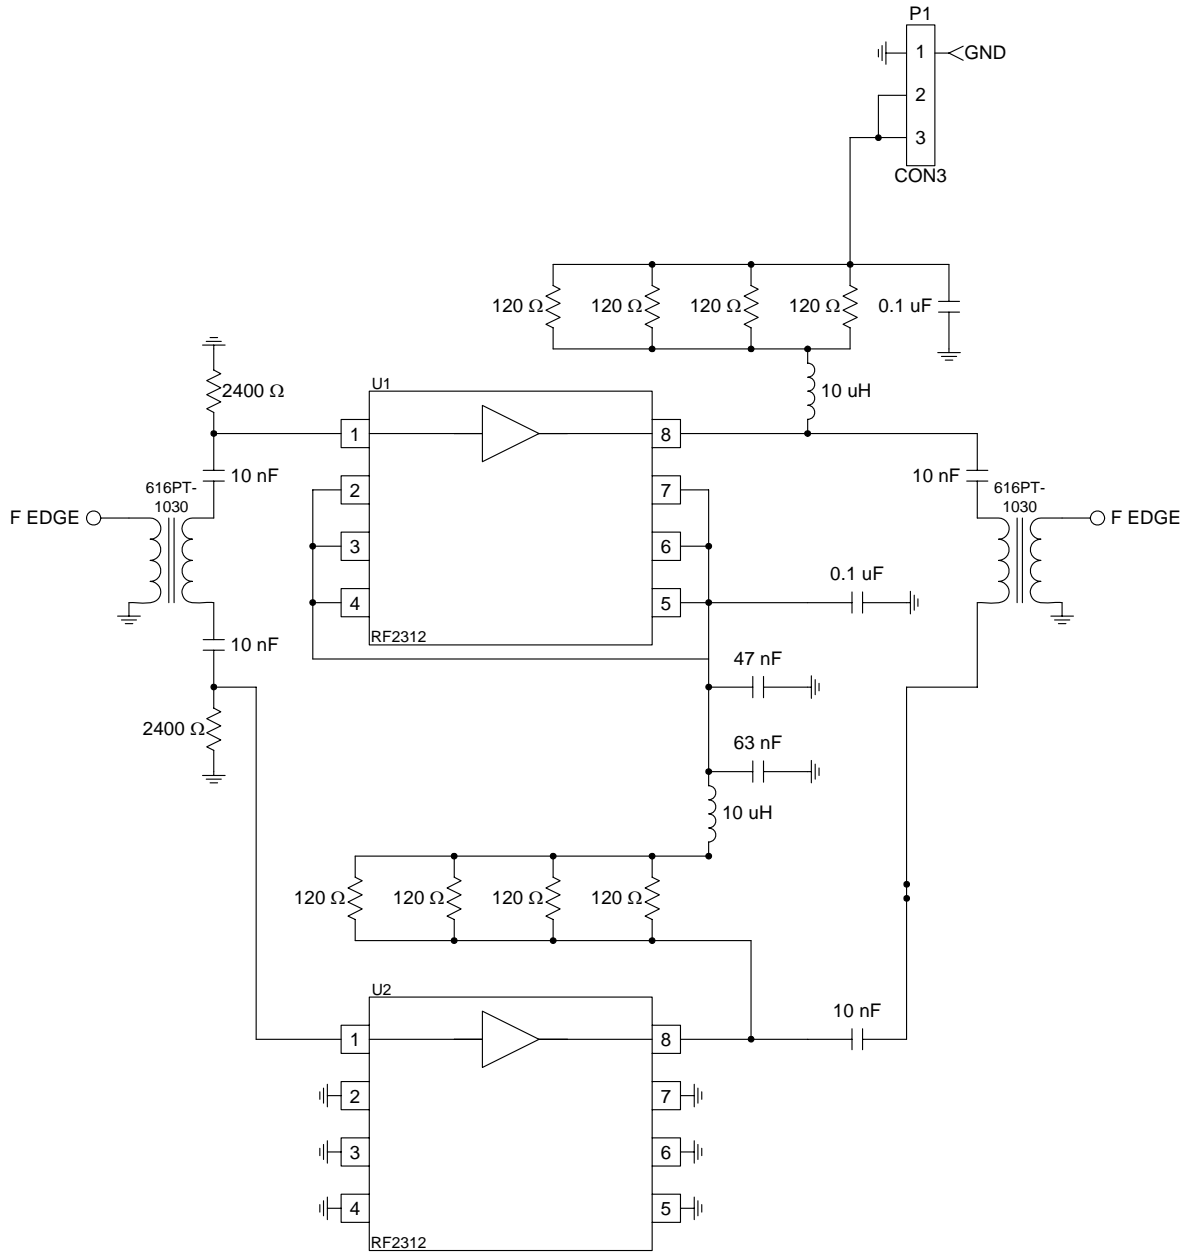 P1
1
GND
2
3
CON3
120 Ω
120 Ω
120 Ω
120 Ω
0.1 uF
2400 Ω
U1
10 uH
1
8
10 nF
10 nF
616PT-
1030
2
7
616PT-
1030
F EDGE
F EDGE
3
6
0.1 uF
4
5
RF2312
10 nF
47 nF
2400 Ω
63 nF
10 uH
120 Ω
120 Ω
120 Ω
120 Ω
U2
10 nF
1
8
2
7
3
6
4
5
RF2312